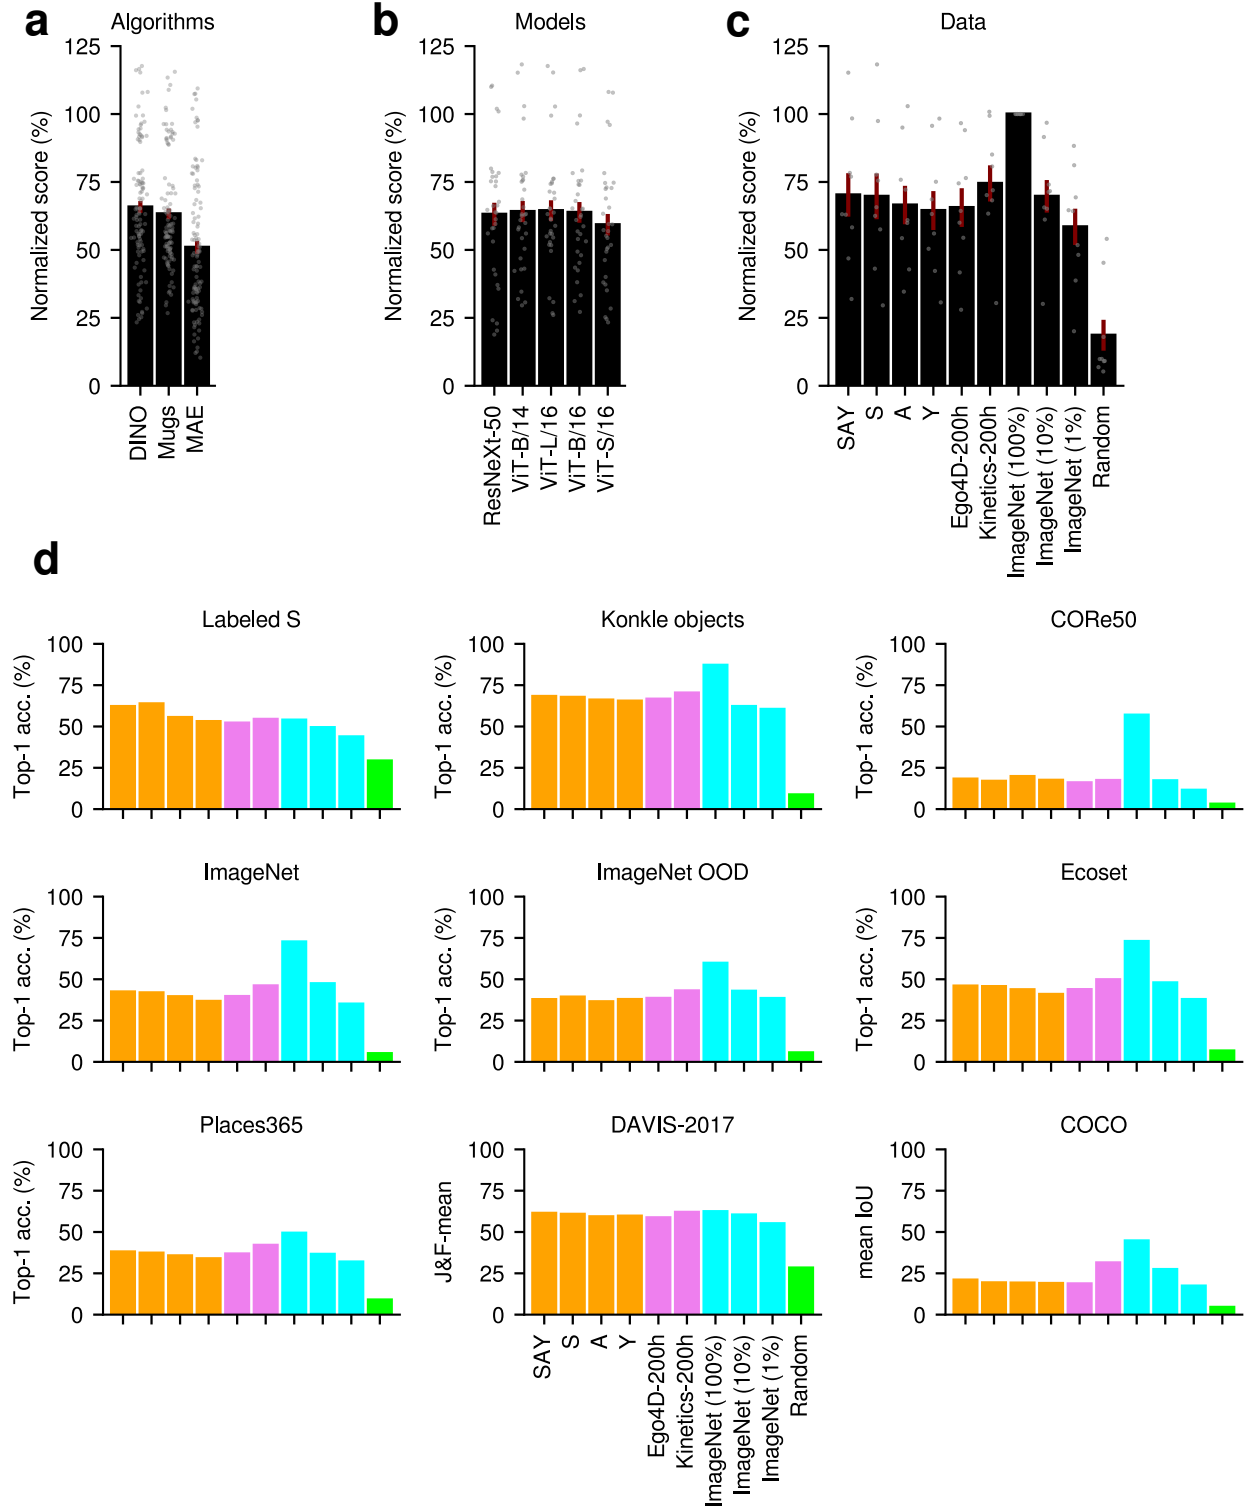 a
Algorithms
Normalized score (%)
125
100
75
50
25
0
DINO
Mugs
MAE
b
Models
Normalized score (%)
125
100
75
50
25
0
ResNeXt-50
ViT-B/14
ViT-L/16
ViT-B/16
ViT-S/16
c
Data
Normalized score (%)
125
100
75
50
25
0
SAY
S
A
Y
Ego4D-200h
Kinetics-200h
ImageNet (100%)
ImageNet (10%)
ImageNet (1%)
Random
d
Labeled S
Top-1 acc. (%)
100
75
50
25
0
Konkle objects
Top-1 acc. (%)
100
75
50
25
0
CORe50
Top-1 acc. (%)
100
75
50
25
0
ImageNet
Top-1 acc. (%)
100
75
50
25
0
ImageNet OOD
Top-1 acc. (%)
100
75
50
25
0
Ecoset
Top-1 acc. (%)
100
75
50
25
0
Places365
Top-1 acc. (%)
100
75
50
25
0
DAVIS-2017
J&F-mean
100
75
50
25
0
SAY
S
A
Y
Ego4D-200h
Kinetics-200h
ImageNet (100%)
ImageNet (10%)
ImageNet (1%)
Random
COCO
mean IoU
100
75
50
25
0